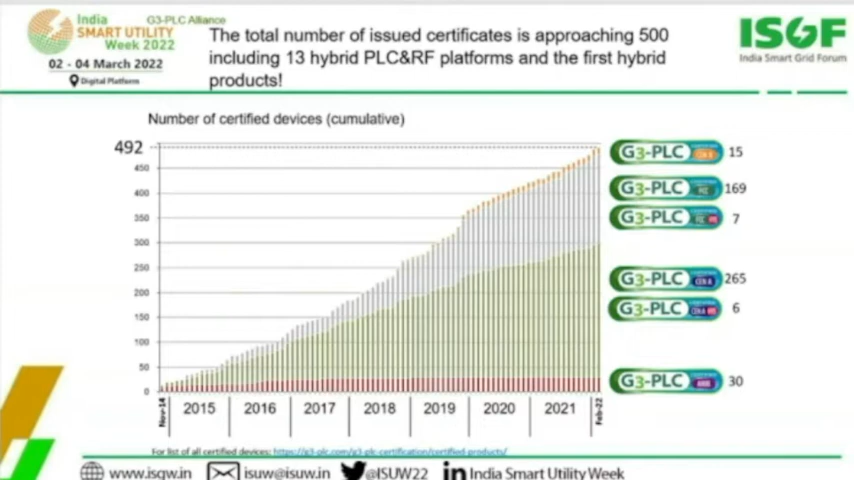 India
SMART UTILITY
Week 2022
02 - 04 March 2022
Digital Platform
G3-PLC Alliance
The total number of issued certificates is approaching 500
including 13 hybrid PLC&RF platforms and the first hybrid
products!
ISGF
India Smart Grid Forum
Number of certified devices (cumulative)
492
450
400
350
300
250
200
150
100
50
0
Nov-14
2015
2016
2017
2018
2019
2020
2021
Feb-22
G3-PLC 15
G3-PLC 169
G3-PLC 7
G3-PLC CEN A 265
G3-PLC 6
G3-PLC 30
For list of all certified devices: https://g3-plc.com/g3-plc-certification/certified-products/
www.isgw.in isuw@isuw.in @ISUW22 in India Smart Utility Week